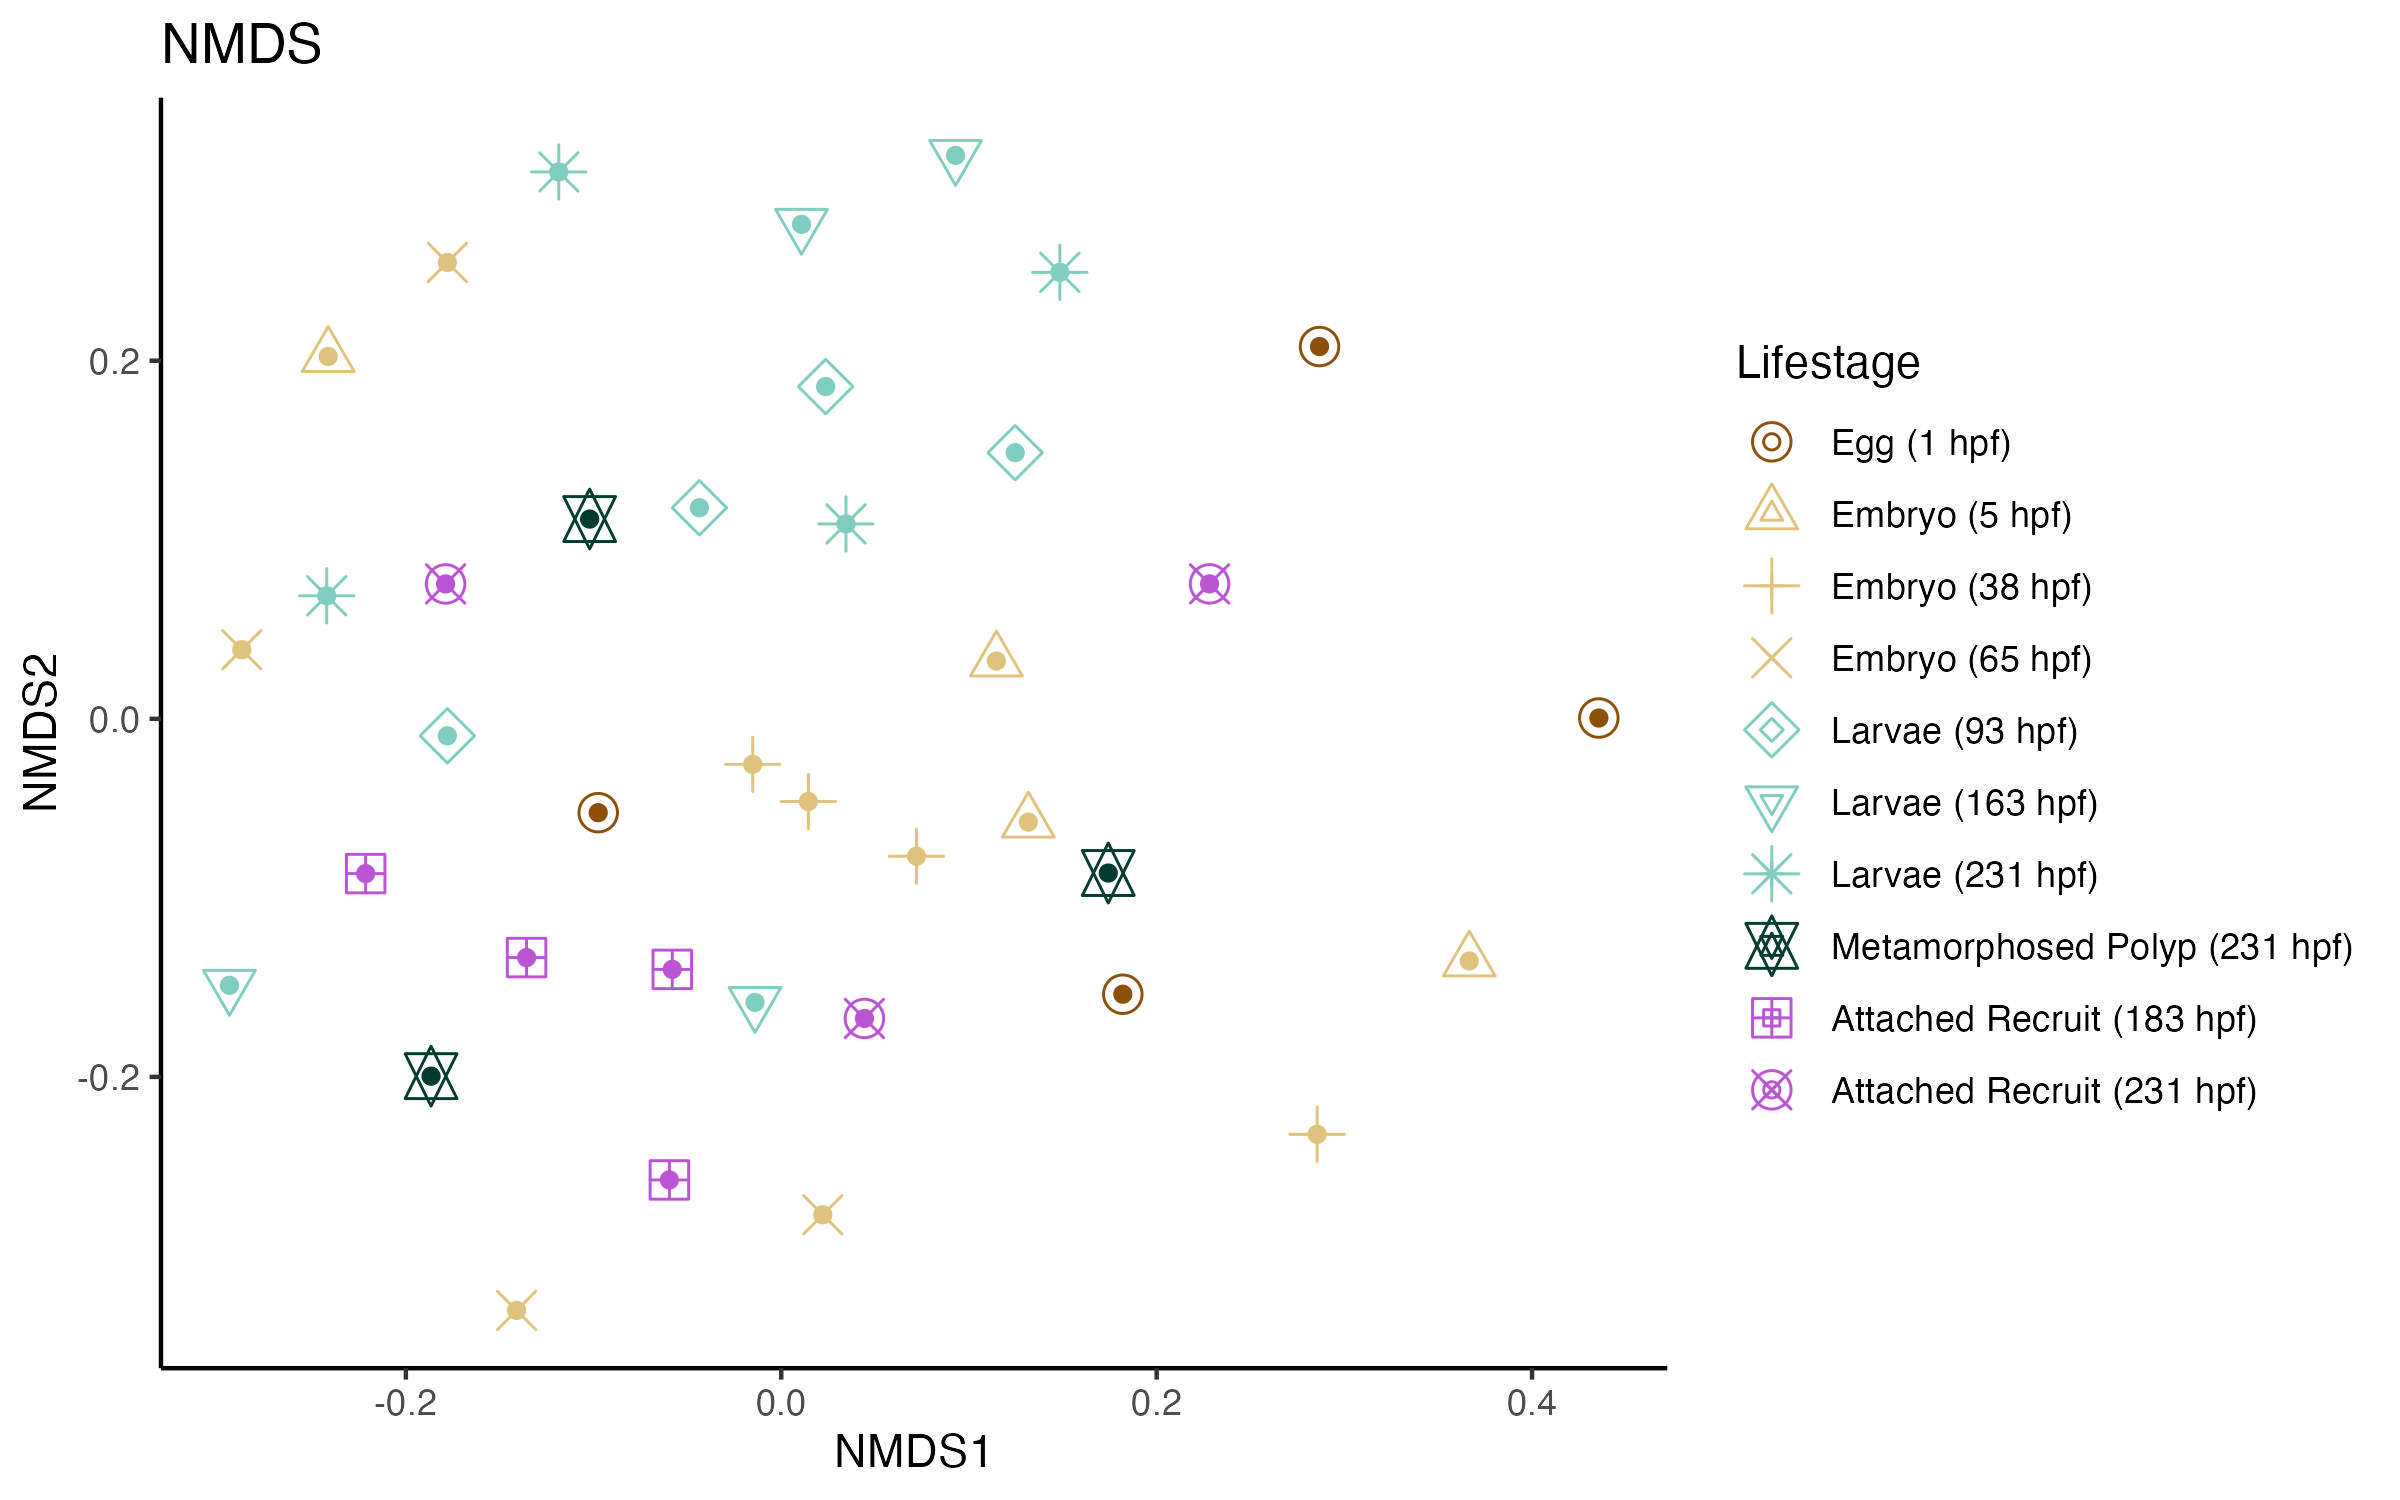 NMDS
0.2
0.0
-0.2
NMDS2
-0.2
0.0
0.2
0.4
NMDS1
Lifestage
Egg (1 hpf)
Embryo (5 hpf)
Embryo (38 hpf)
Embryo (65 hpf)
Larvae (93 hpf)
Larvae (163 hpf)
Larvae (231 hpf)
Metamorphosed Polyp (231 hpf)
Attached Recruit (183 hpf)
Attached Recruit (231 hpf)